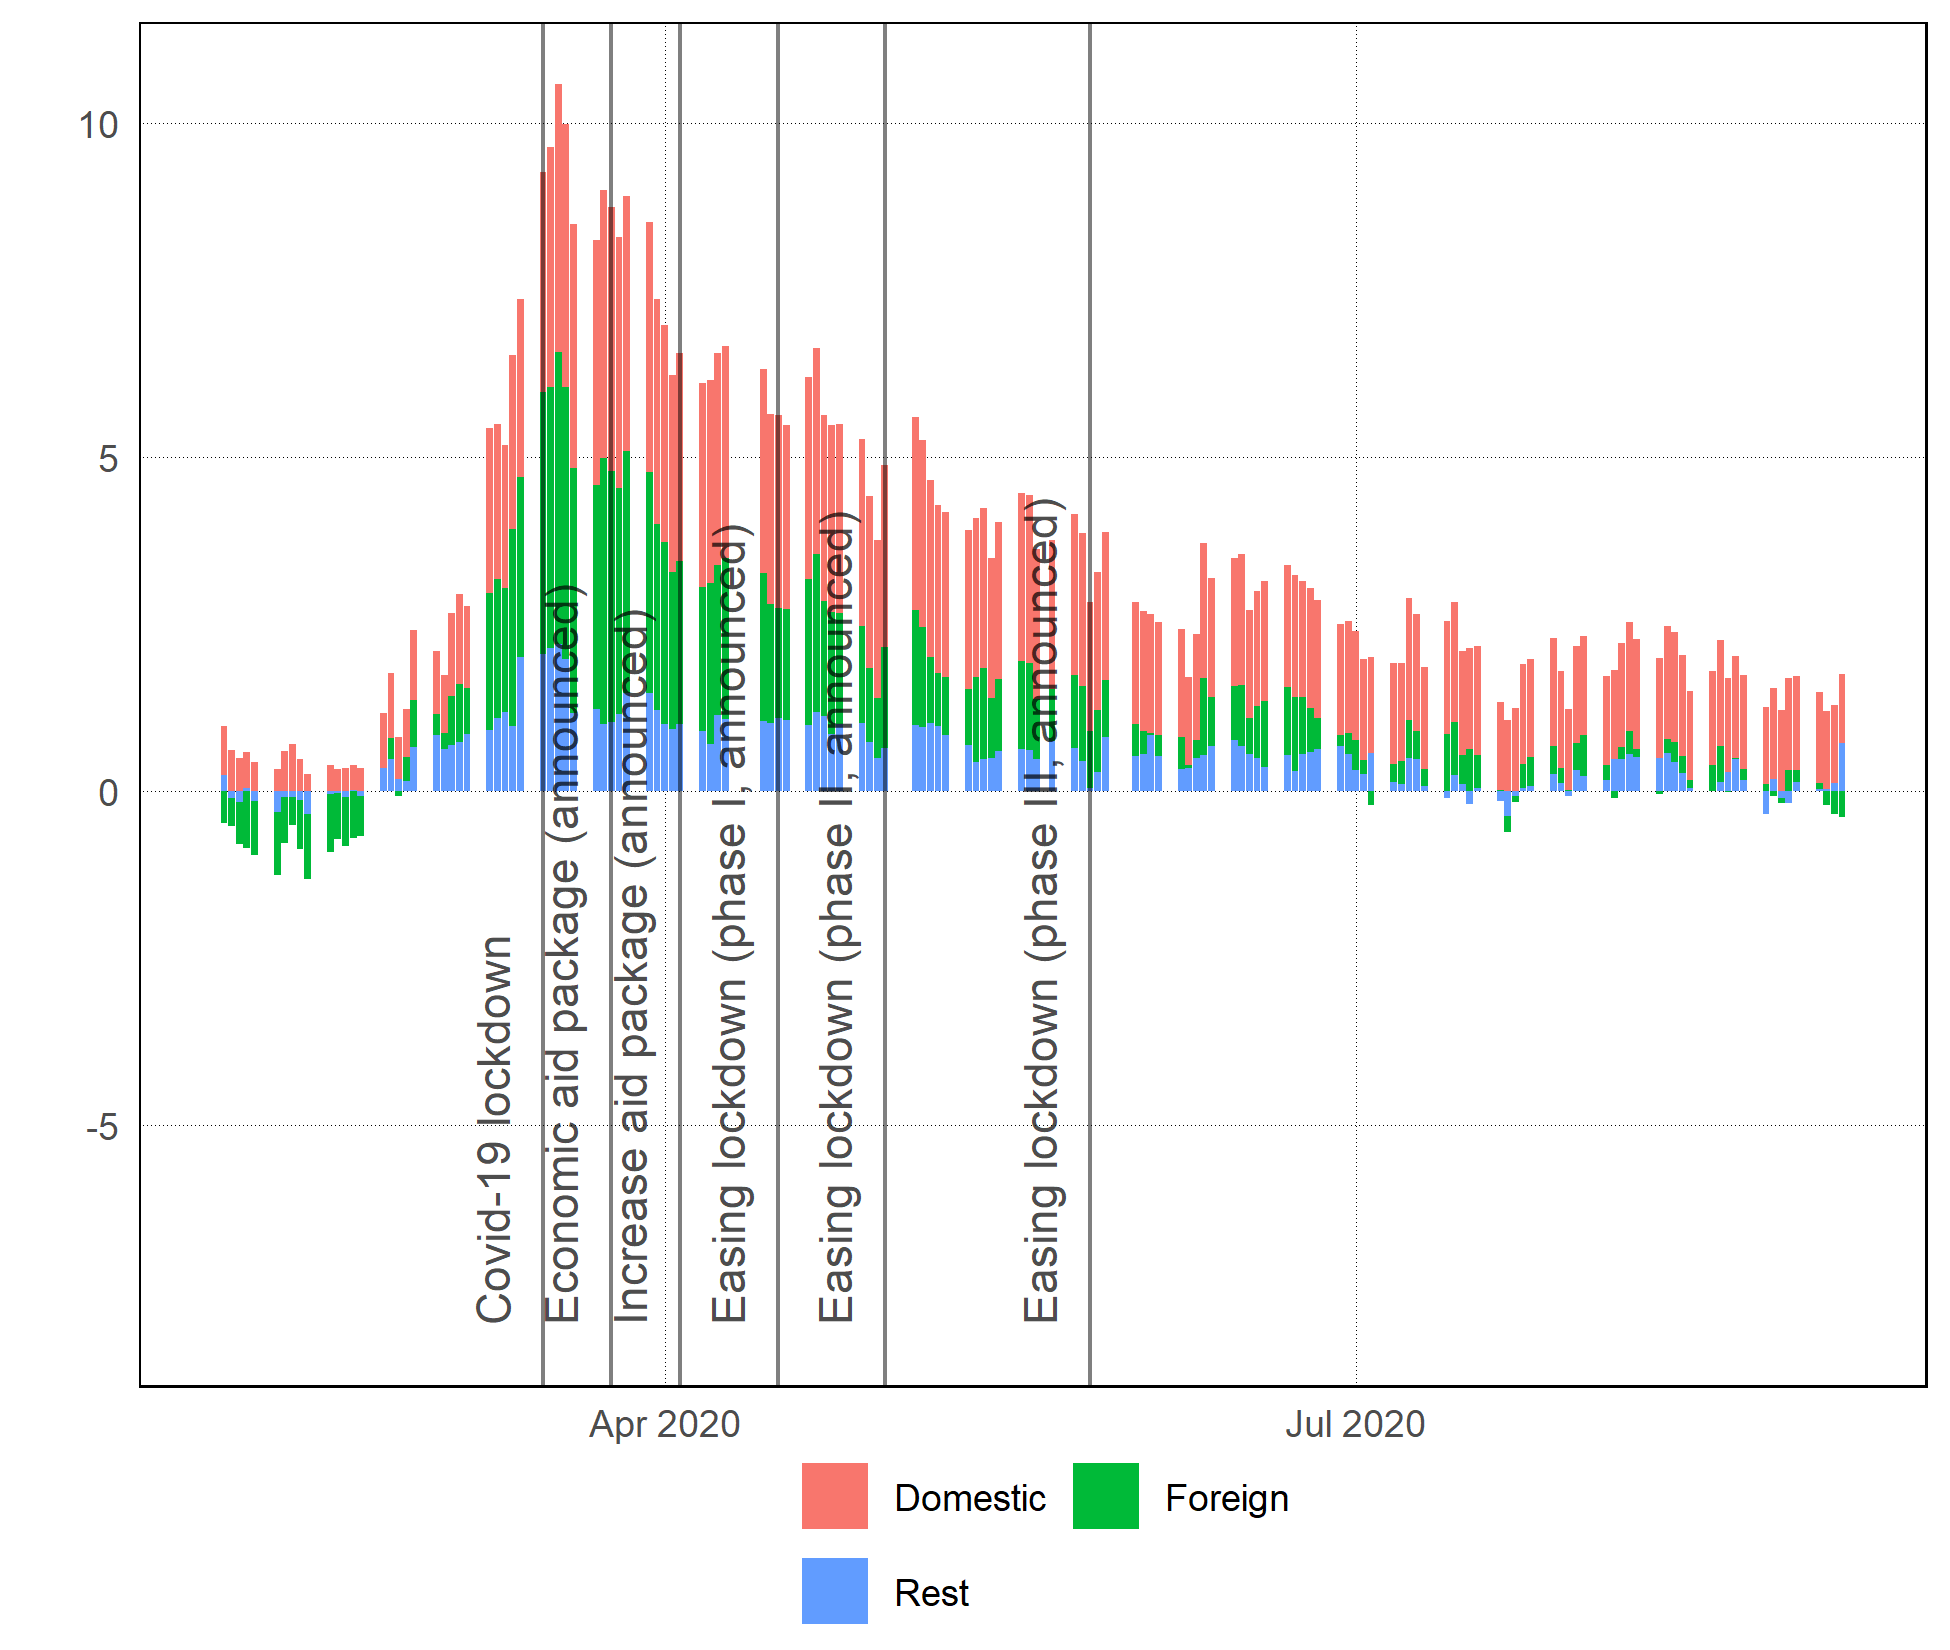 10
5
0
-5
Covid-19 lockdown
Economic aid package (announced)
Increase aid package (announced)
Easing lockdown (phase I, announced)
Easing lockdown (phase II, announced)
Easing lockdown (phase III, announced)
Apr 2020
Jul 2020
Domestic
Foreign
Rest